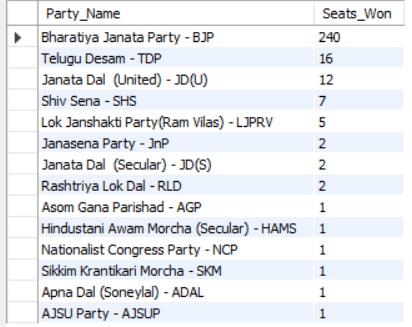 Party_Name Seats_Won
Bharatiya Janata Party - BJP 240
Telugu Desam - TDP 16
Janata Dal  (United) - JD(U) 12
Shiv Sena - SHS 7
Lok Janshakti Party(Ram Vilas) - LJPRV 5
Janasena Party - JnP 2
Janata Dal  (Secular) - JD(S) 2
Rashtriya Lok Dal - RLD 2
Asom Gana Parishad - AGP 1
Hindustani Awam Morcha (Secular) - HAMS 1
Nationalist Congress Party - NCP 1
Sikkim Krantikari Morcha - SKM 1
Apna Dal (Soneylal) - ADAL 1
AJSU Party - AJSUP 1